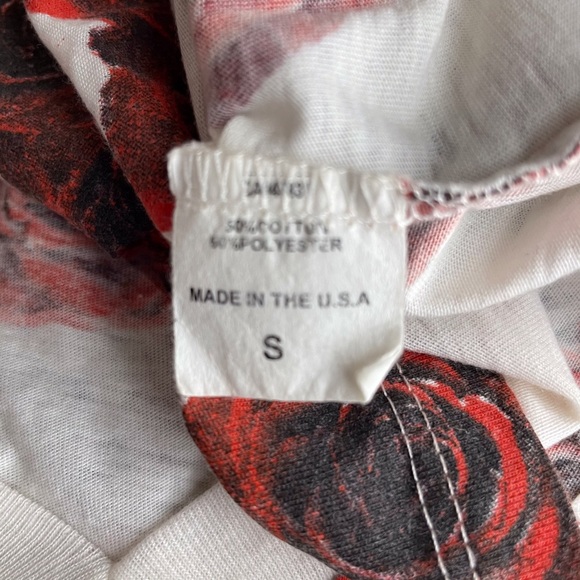 50%COTTON
50%POLYESTER
MADE IN THE U.S.A
S